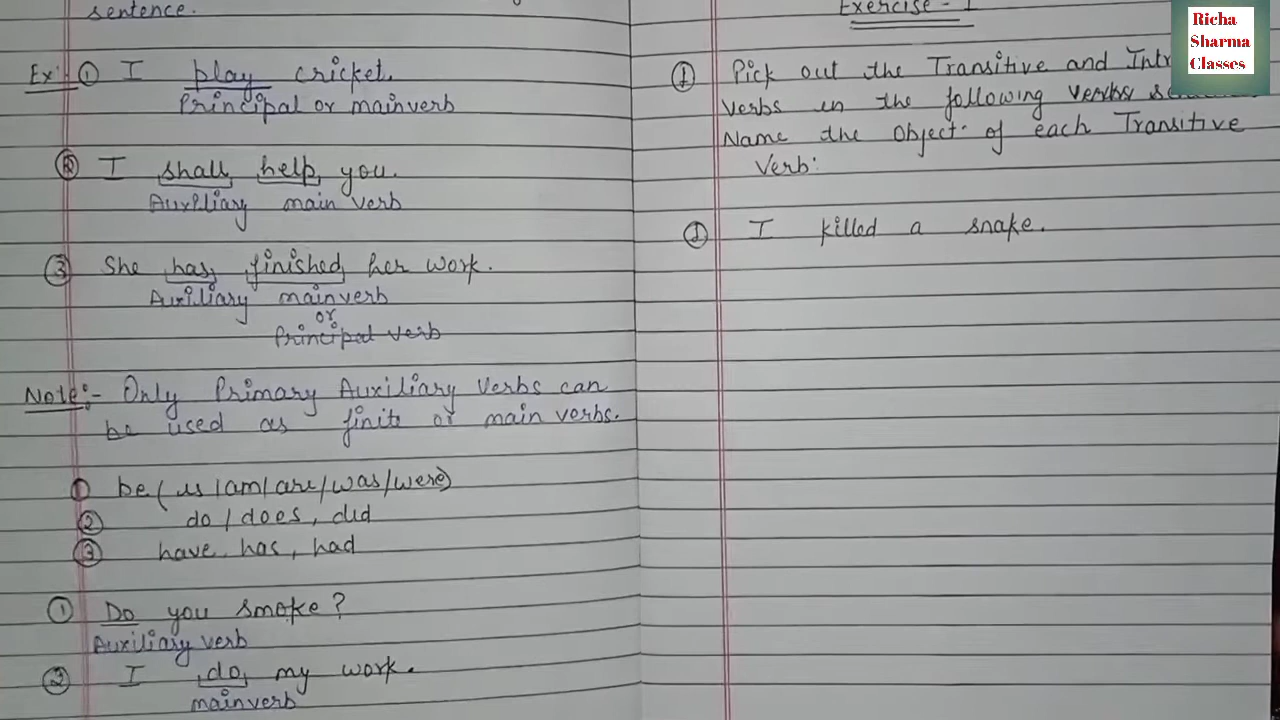 sentence.
Ex:- ① I play cricket.
Principal or main verb
② I shall help you.
Auxiliary main verb
③ She has finished her work.
Auxiliary main verb
or
Principal verb
Note:- Only Primary Auxiliary Verbs can
be used as finite or main verbs.
① be (is/am/are/was/were)
② do/does, did
③ have, has, had
① Do you smoke?
Auxiliary verb
② I do my work.
main verb
Exercise - 1
① Pick out the Transitive and
Verbs in the following verbs
Name the Object of each Transitive
Verb:
① I killed a snake.
Richa
Sharma
Classes